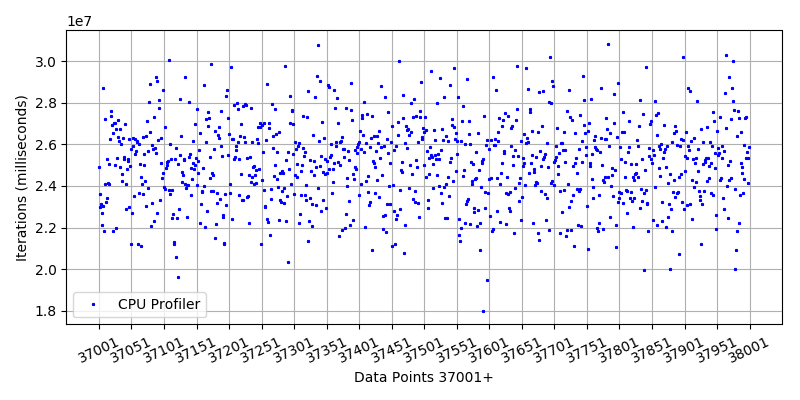 1e7
3.0
2.8
2.6
2.4
2.2
2.0
1.8
Iterations (milliseconds)
CPU Profiler
37001 37051 37101 37151 37201 37251 37301 37351 37401 37451 37501 37551 37601 37651 37701 37751 37801 37851 37901 37951 38001
Data Points 37001+